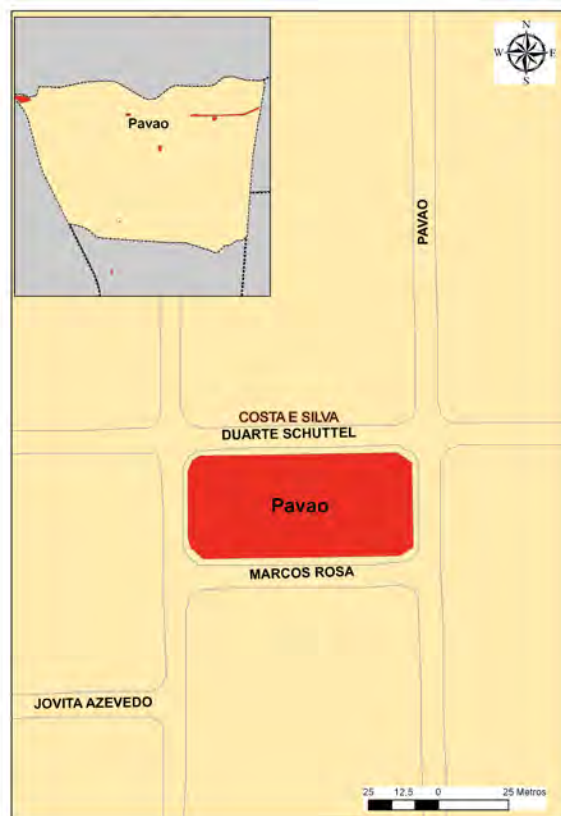 N
W E
S
Pavao
PAVAO
COSTA E SILVA
DUARTE SCHUTTEL
Pavao
MARCOS ROSA
JOVITA AZEVEDO
25 12,5 0 25 Metros